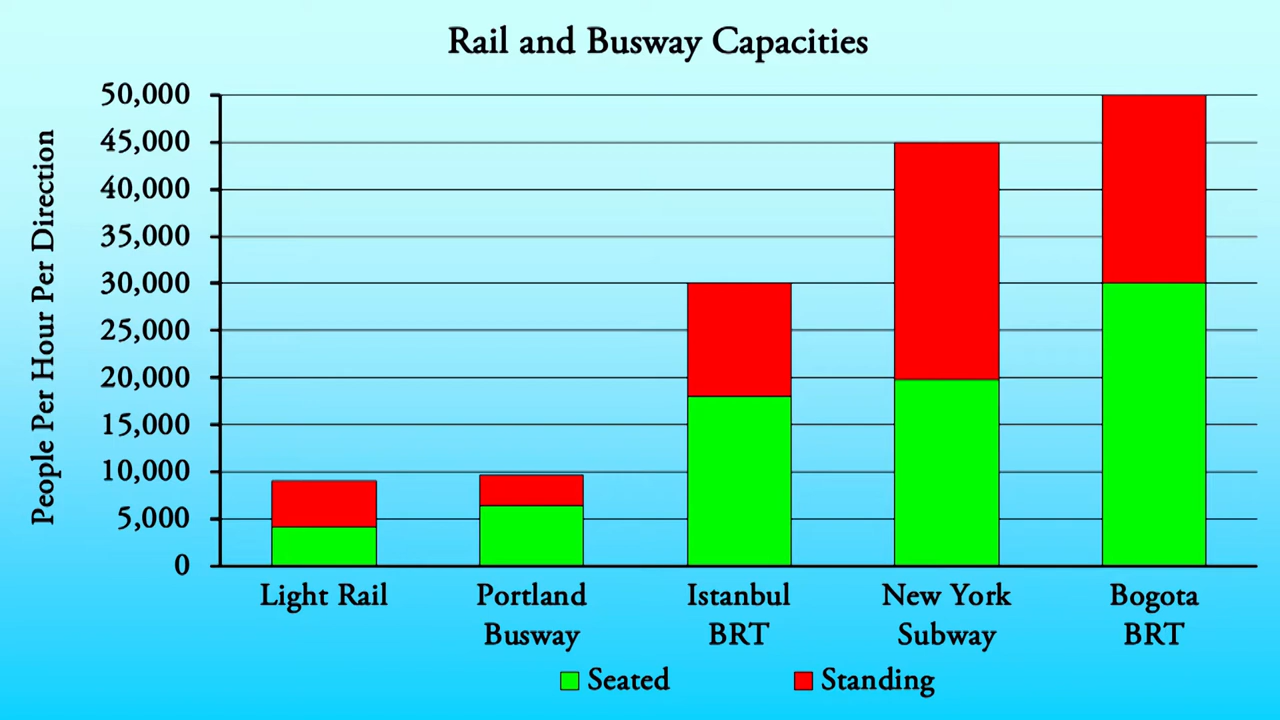 Rail and Busway Capacities
People Per Hour Per Direction
50,000
45,000
40,000
35,000
30,000
25,000
20,000
15,000
10,000
5,000
0
Light Rail
Portland
Busway
Istanbul
BRT
New York
Subway
Bogota
BRT
Seated
Standing